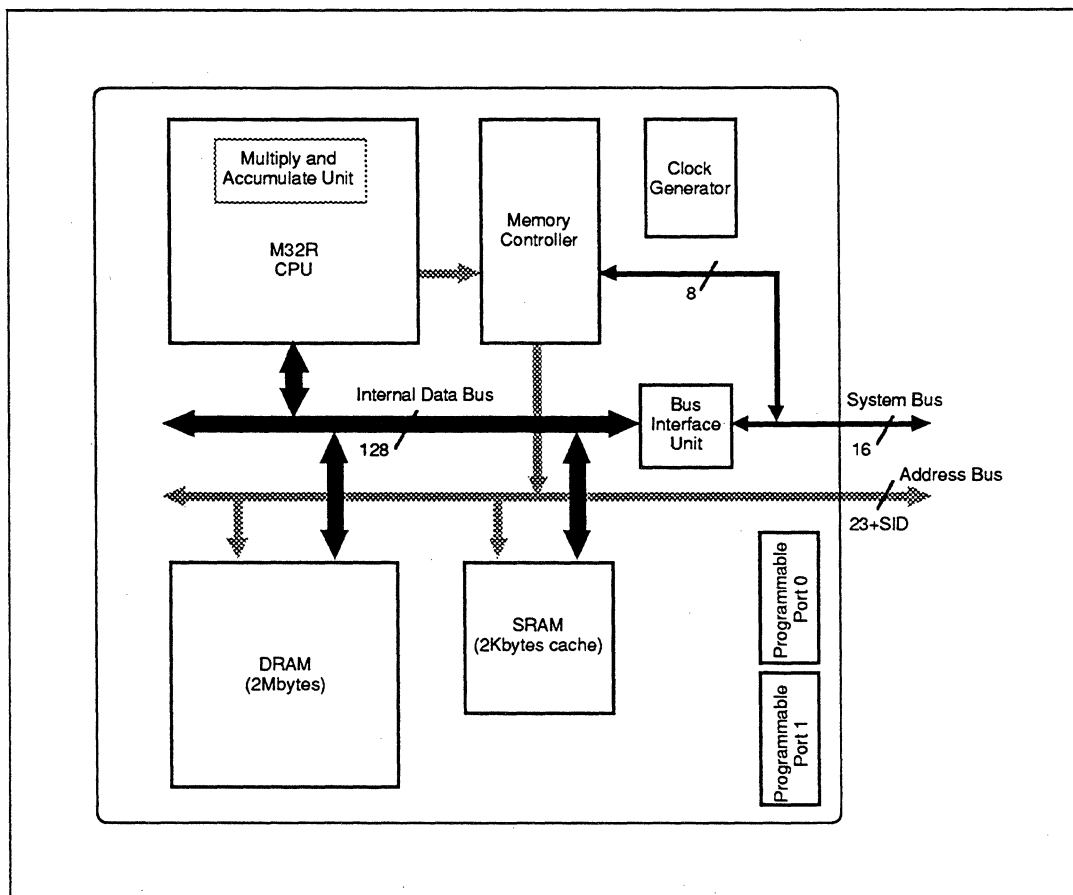 Multiply and
Accumulate Unit
M32R
CPU
Memory
Controller
Clock
Generator
8
Internal Data Bus
128
Bus
Interface
Unit
System Bus
16
Address Bus
23+SID
DRAM
(2Mbytes)
SRAM
(2Kbytes cache)
Programmable
Port 0
Programmable
Port 1